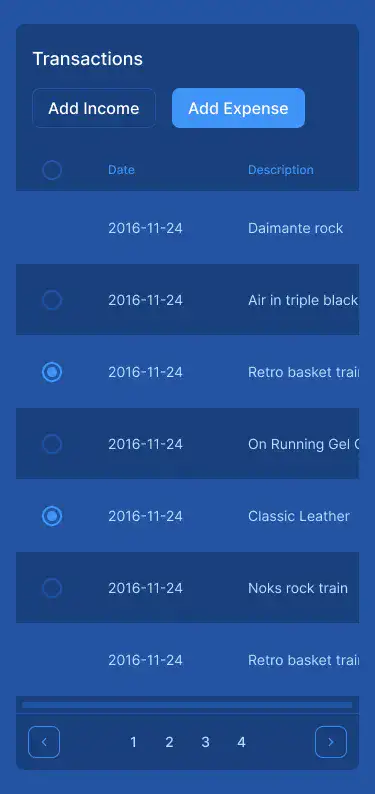 Transactions
Add Income Add Expense
Date Description
2016-11-24 Daimante rock
2016-11-24 Air in triple black
2016-11-24 Retro basket trai
2016-11-24 On Running Gel
2016-11-24 Classic Leather
2016-11-24 Noks rock train
2016-11-24 Retro basket trai
1 2 3 4